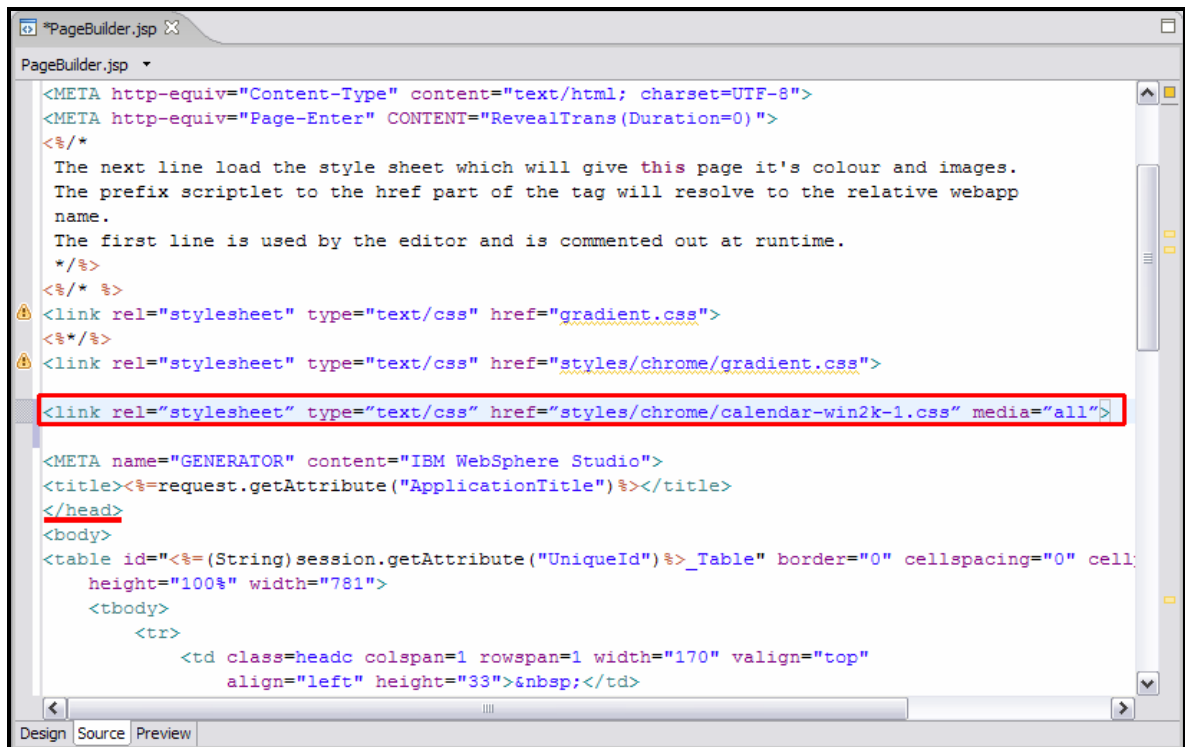 *PageBuilder.jsp
PageBuilder.jsp
<META http-equiv="Content-Type" content="text/html; charset=UTF-8">
<META http-equiv="Page-Enter" CONTENT="RevealTrans(Duration=0)">
<%/*
The next line load the style sheet which will give this page it's colour and images.
The prefix scriptlet to the href part of the tag will resolve to the relative webapp
name.
The first line is used by the editor and is commented out at runtime.
*/%>
<%/* %>
<link rel="stylesheet" type="text/css" href="gradient.css">
<%*/%>
<link rel="stylesheet" type="text/css" href="styles/chrome/gradient.css">
<link rel=”stylesheet” type=”text/css” href=”styles/chrome/calendar-win2k-1.css” media=”all”>
<META name="GENERATOR" content="IBM WebSphere Studio">
<title><%=request.getAttribute("ApplicationTitle")%></title>
</head>
<body>
<table id="<%=(String)session.getAttribute("UniqueId")%>_Table" border="0" cellspacing="0" cell
height="100%" width="781">
<tbody>
<tr>
<td class=headc colspan=1 rowspan=1 width="170" valign="top"
align="left" height="33">&nbsp;</td>
Design Source Preview